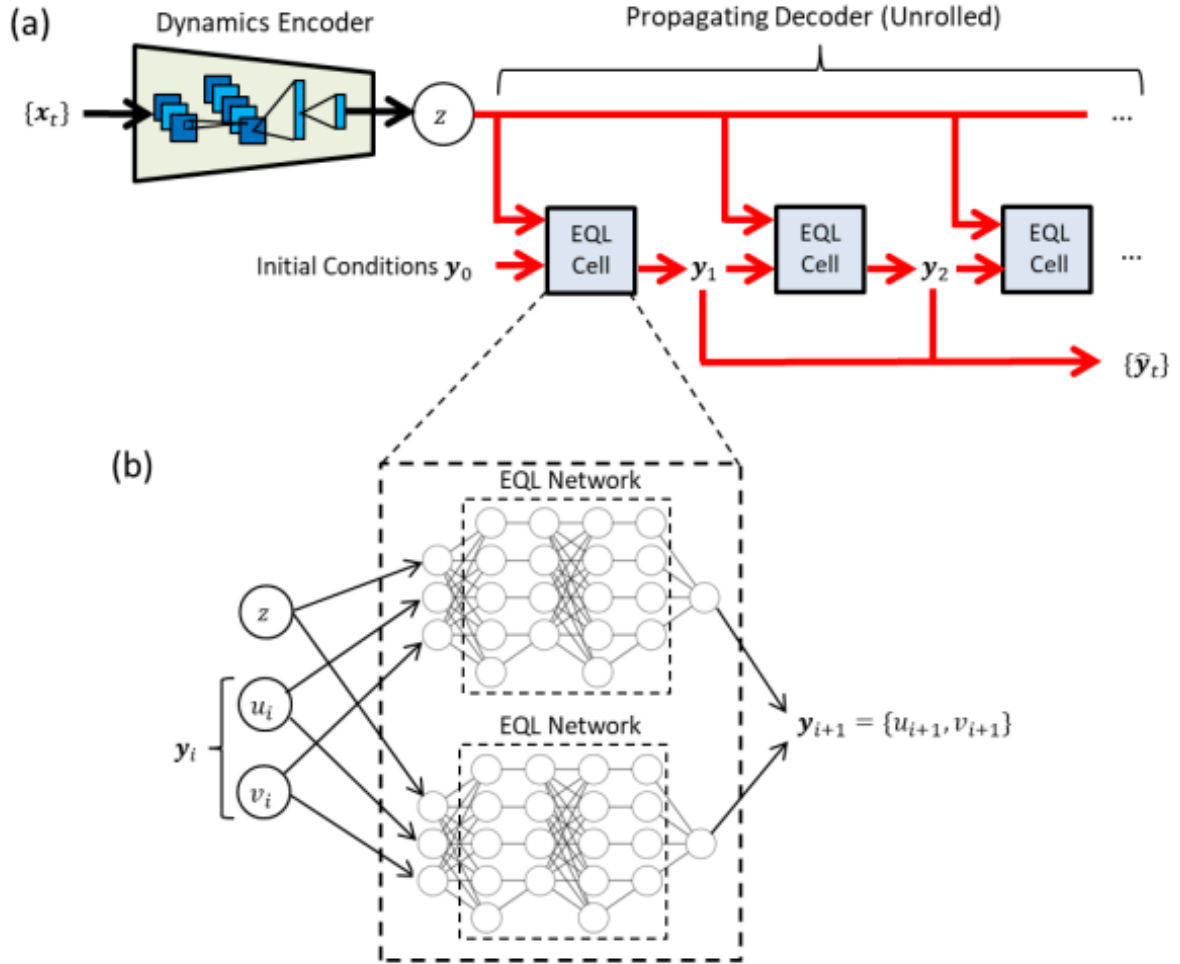 (a)
Dynamics Encoder
Propagating Decoder (Unrolled)
{x_t}
z
...
EQL
Cell
EQL
Cell
EQL
Cell
...
Initial Conditions y_0
y_1
y_2
{ŷ_t}
(b)
EQL Network
z
u_i
y_i
v_i
EQL Network
y_{i+1} = {u_{i+1}, v_{i+1}}